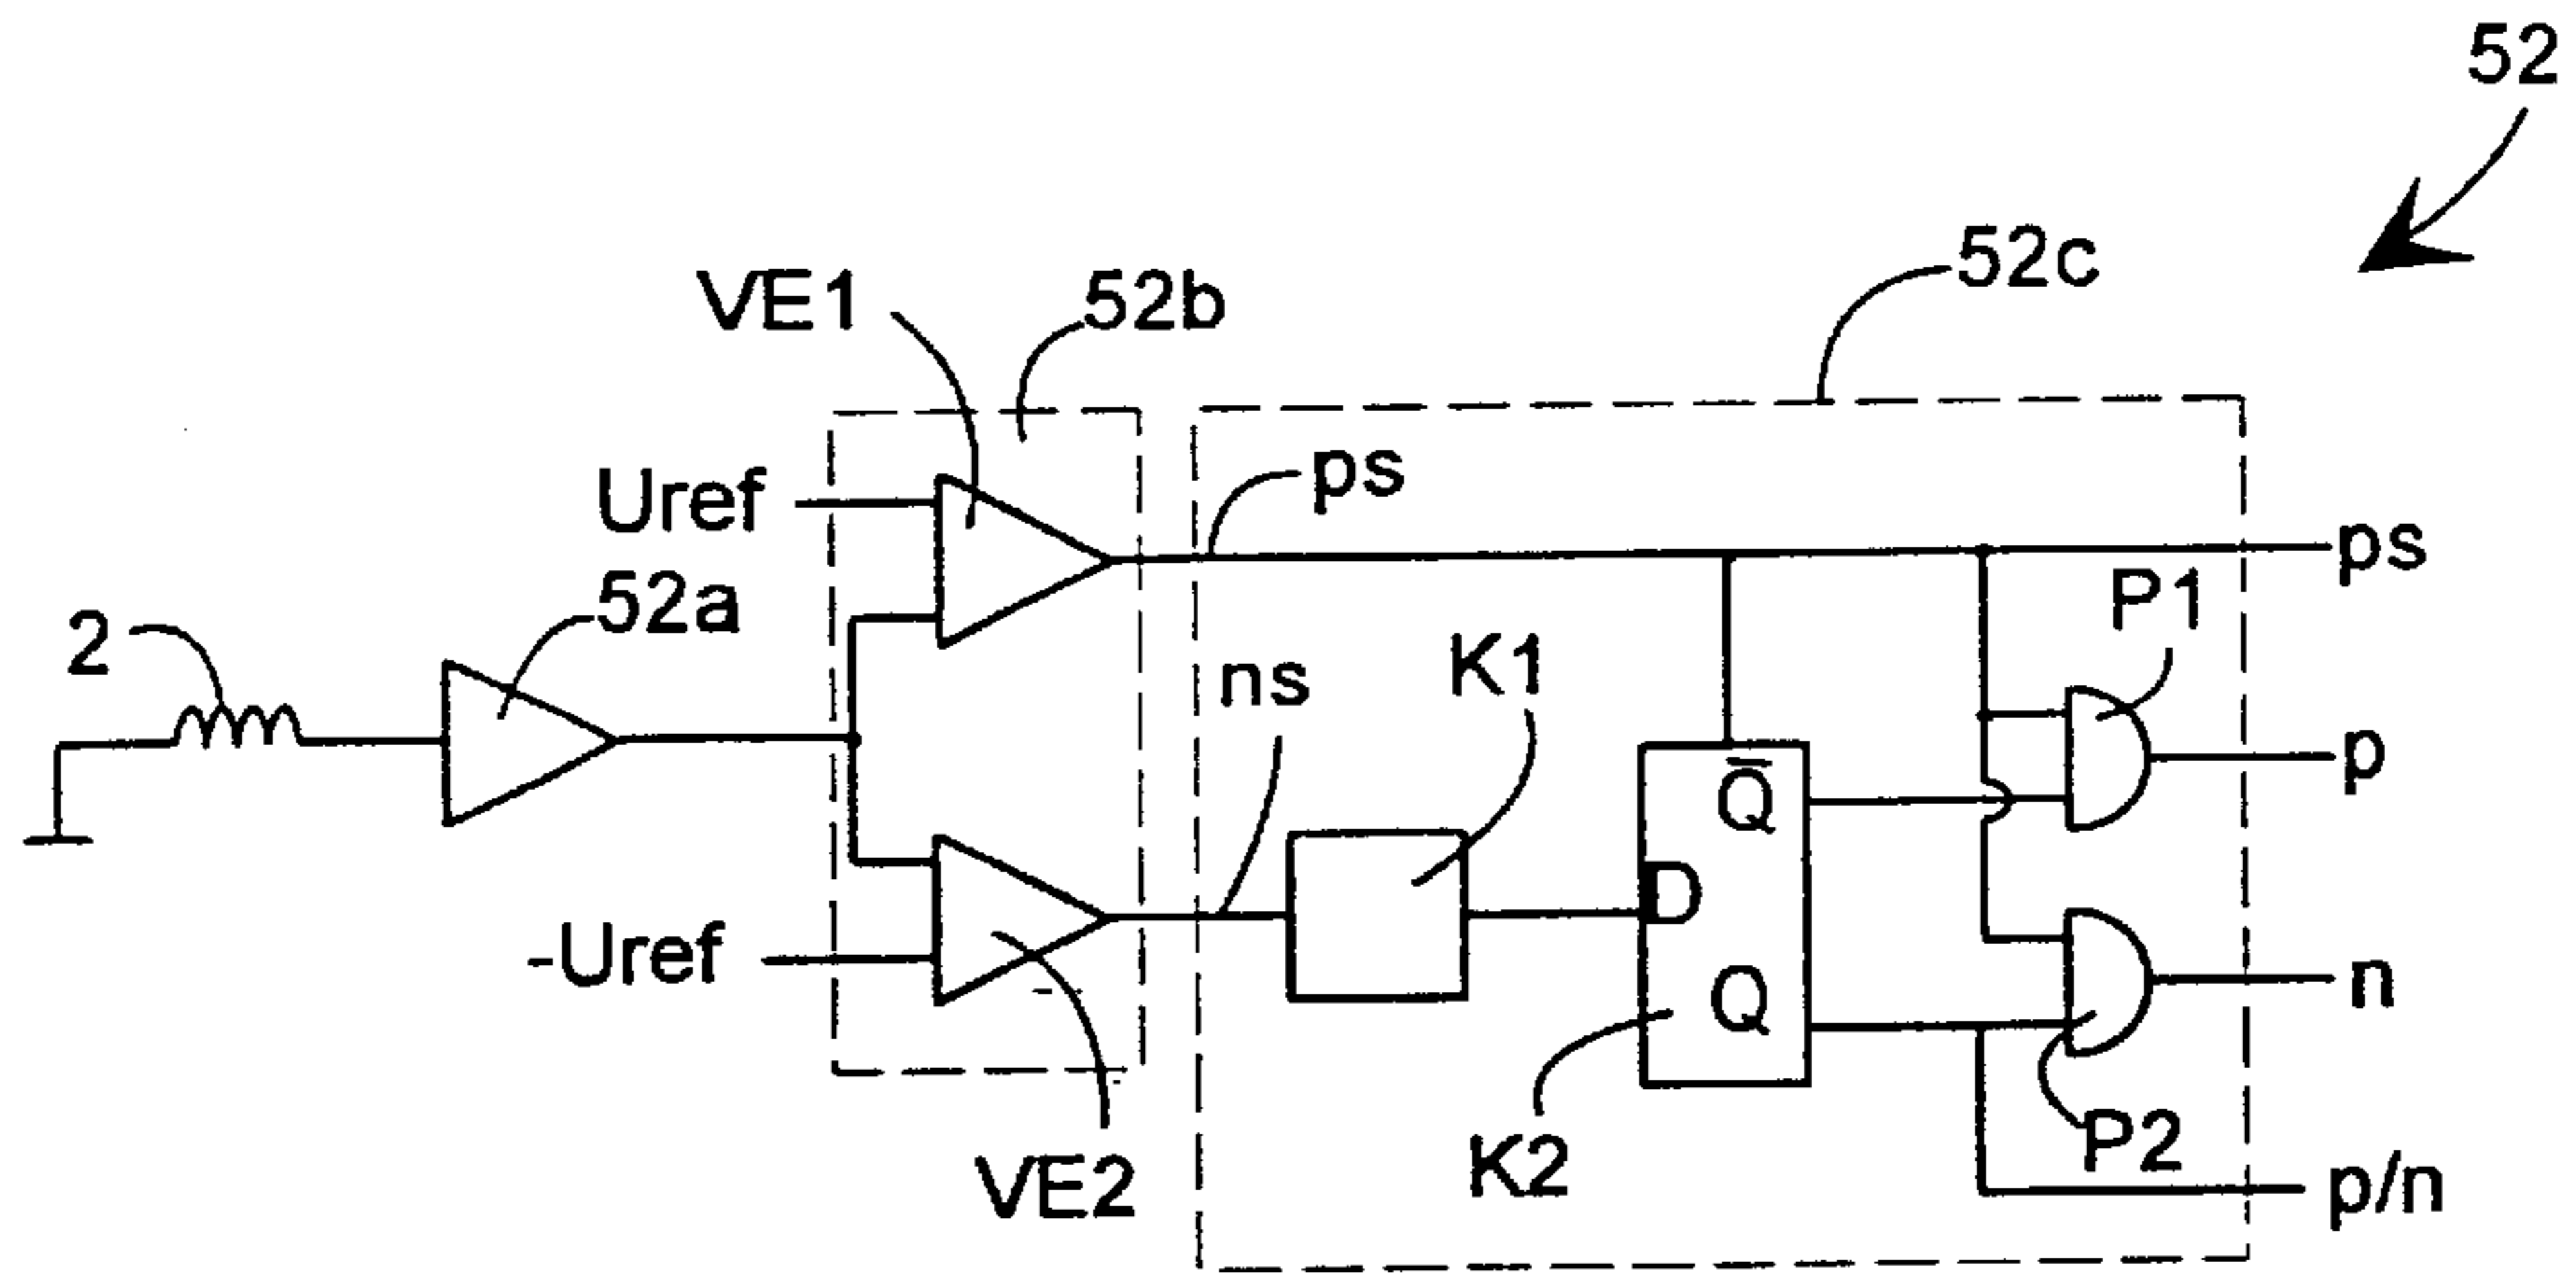 52
52c
VE1
52b
ps
Uref
ps
52a
P1
2
K1
ns
p
Q̅
D
-Uref
n
Q
P2
K2
VE2
p/n